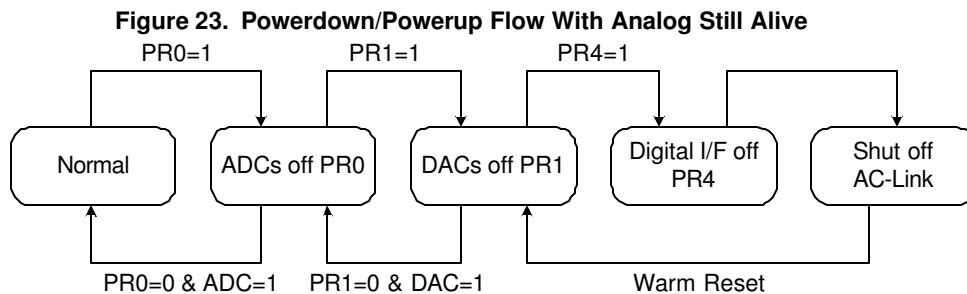 Figure 23. Powerdown/Powerup Flow With Analog Still Alive
PR0=1
PR1=1
PR4=1
Normal
ADCs off PR0
DACs off PR1
Digital I/F off
PR4
Shut off
AC-Link
PR0=0 & ADC=1
PR1=0 & DAC=1
Warm Reset